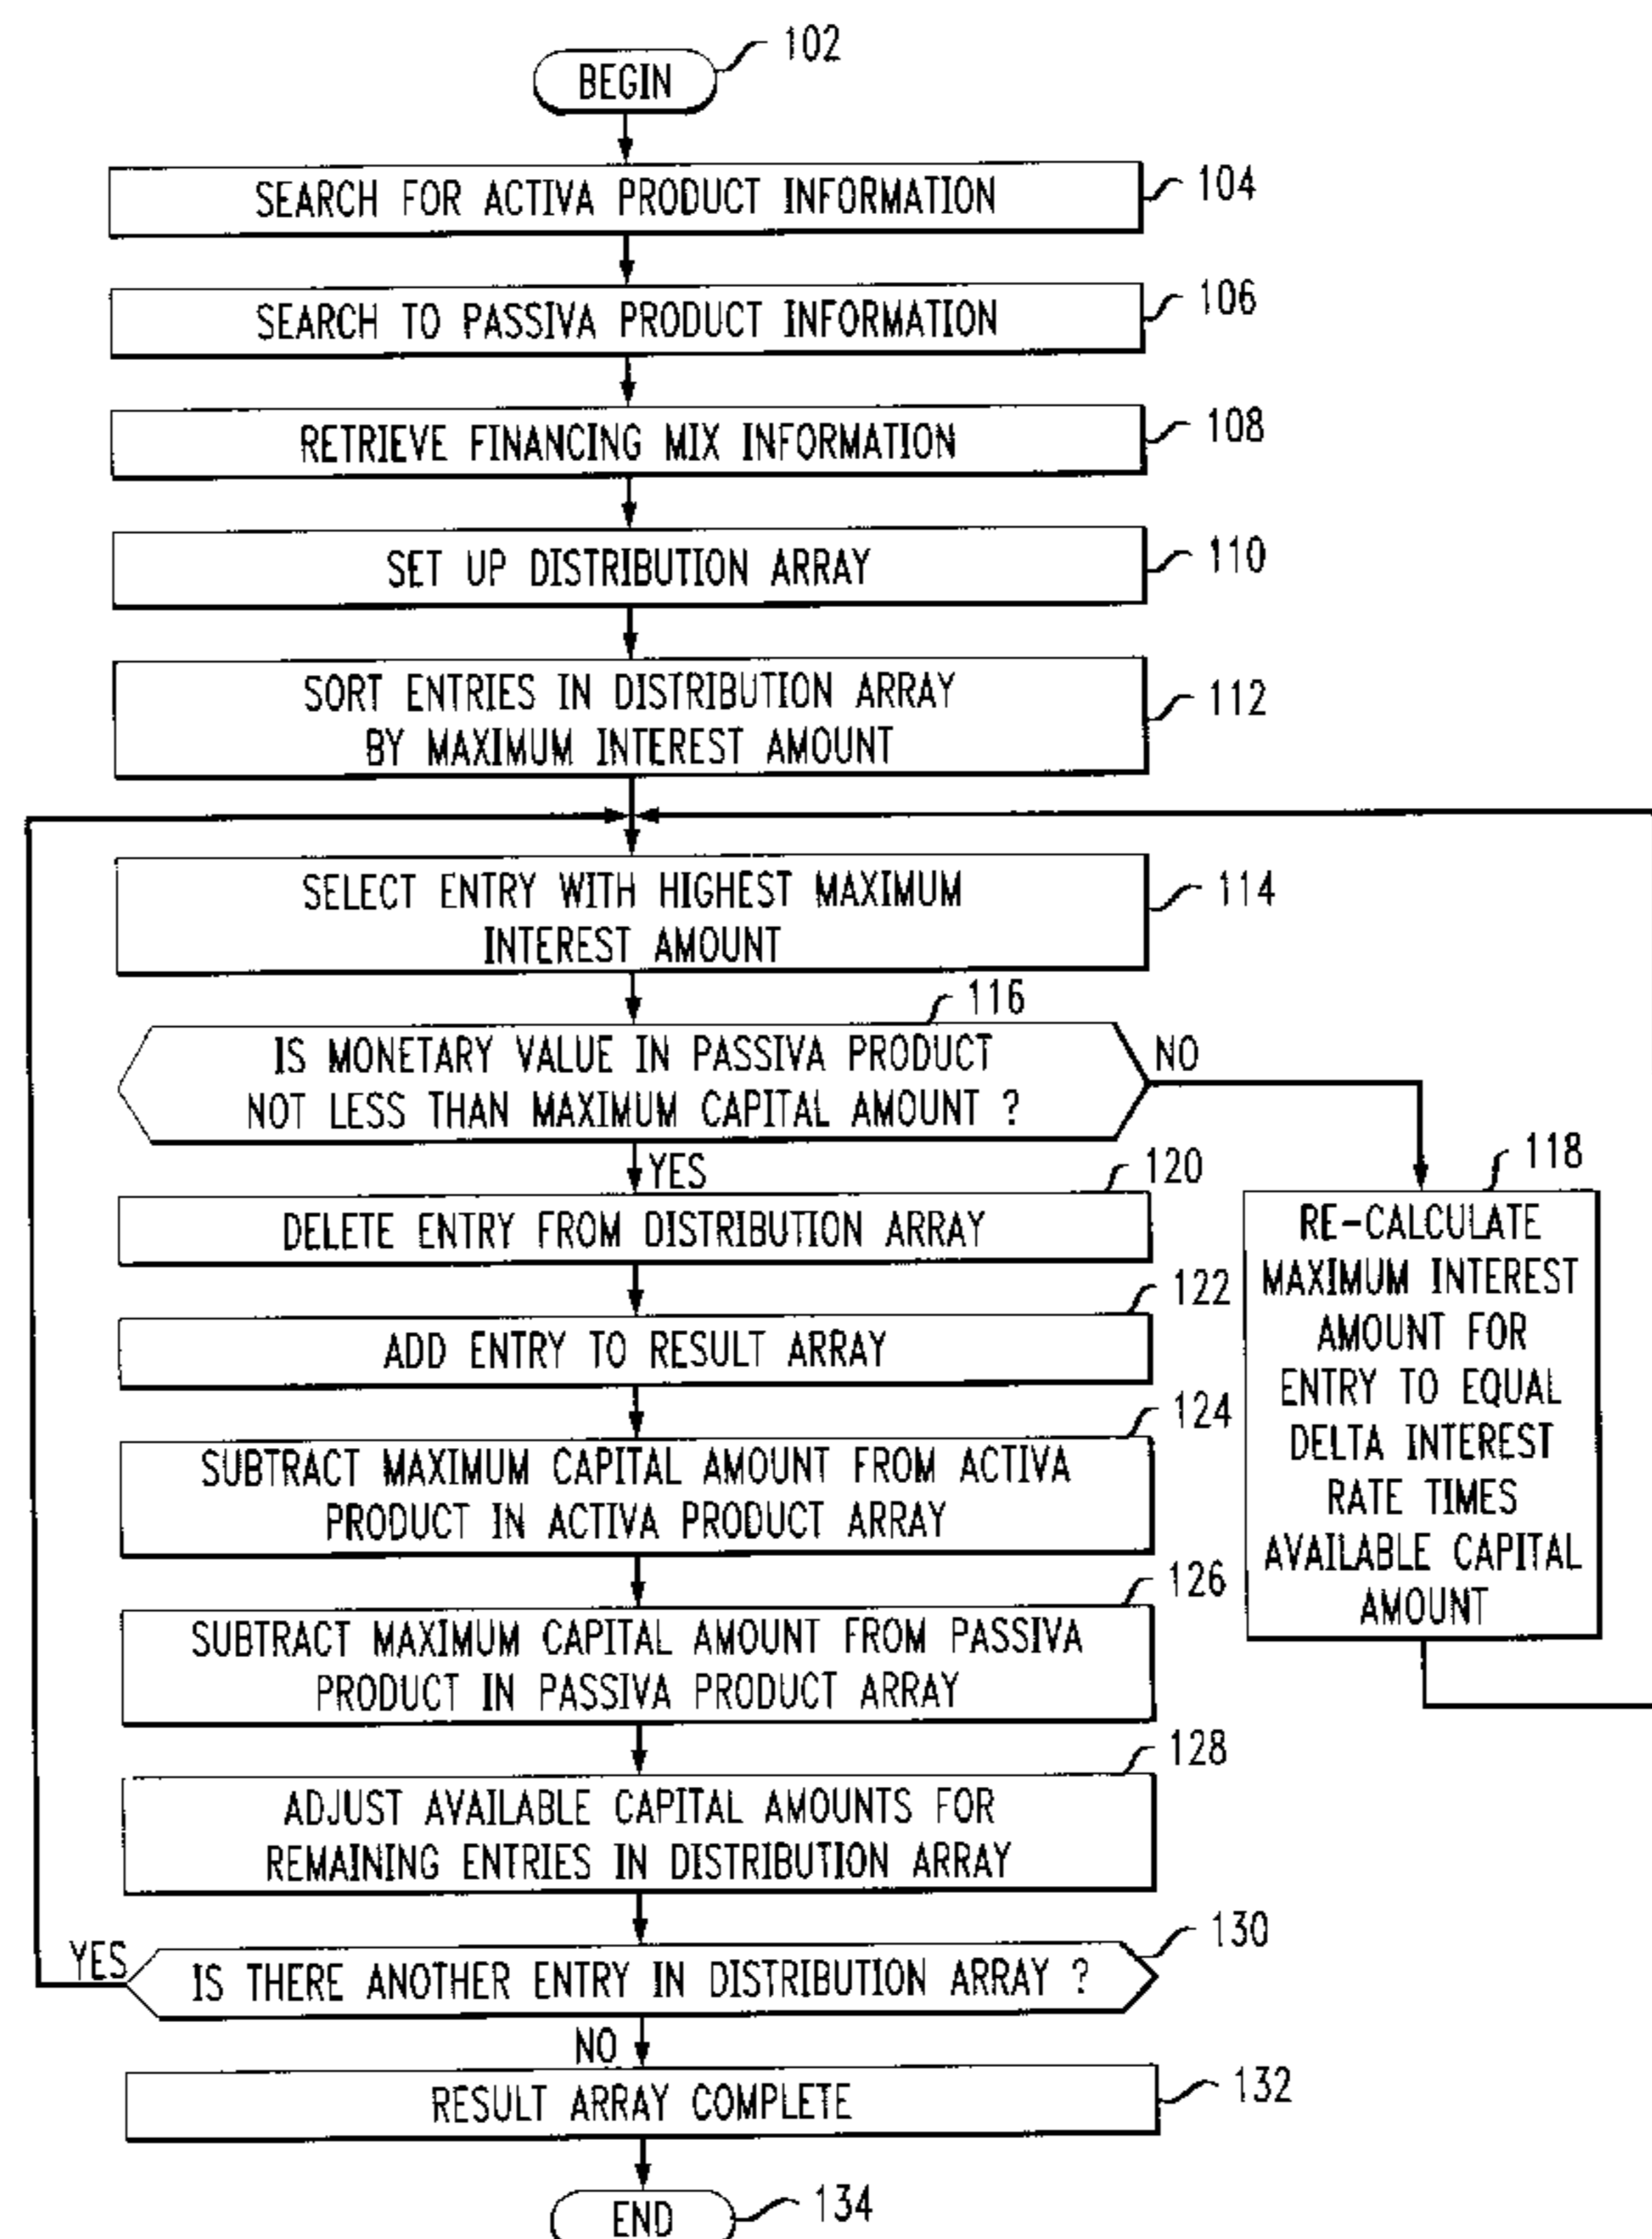 BEGIN
102
SEARCH FOR ACTIVA PRODUCT INFORMATION
104
SEARCH TO PASSIVA PRODUCT INFORMATION
106
RETRIEVE FINANCING MIX INFORMATION
108
SET UP DISTRIBUTION ARRAY
110
SORT ENTRIES IN DISTRIBUTION ARRAY
BY MAXIMUM INTEREST AMOUNT
112
SELECT ENTRY WITH HIGHEST MAXIMUM
INTEREST AMOUNT
114
116
IS MONETARY VALUE IN PASSIVA PRODUCT
NOT LESS THAN MAXIMUM CAPITAL AMOUNT ?
NO
YES
118
RE-CALCULATE
MAXIMUM INTEREST
AMOUNT FOR
ENTRY TO EQUAL
DELTA INTEREST
RATE TIMES
AVAILABLE CAPITAL
AMOUNT
120
DELETE ENTRY FROM DISTRIBUTION ARRAY
122
ADD ENTRY TO RESULT ARRAY
124
SUBTRACT MAXIMUM CAPITAL AMOUNT FROM ACTIVA
PRODUCT IN ACTIVA PRODUCT ARRAY
126
SUBTRACT MAXIMUM CAPITAL AMOUNT FROM PASSIVA
PRODUCT IN PASSIVA PRODUCT ARRAY
128
ADJUST AVAILABLE CAPITAL AMOUNTS FOR
REMAINING ENTRIES IN DISTRIBUTION ARRAY
130
YES
IS THERE ANOTHER ENTRY IN DISTRIBUTION ARRAY ?
NO
RESULT ARRAY COMPLETE
132
END
134